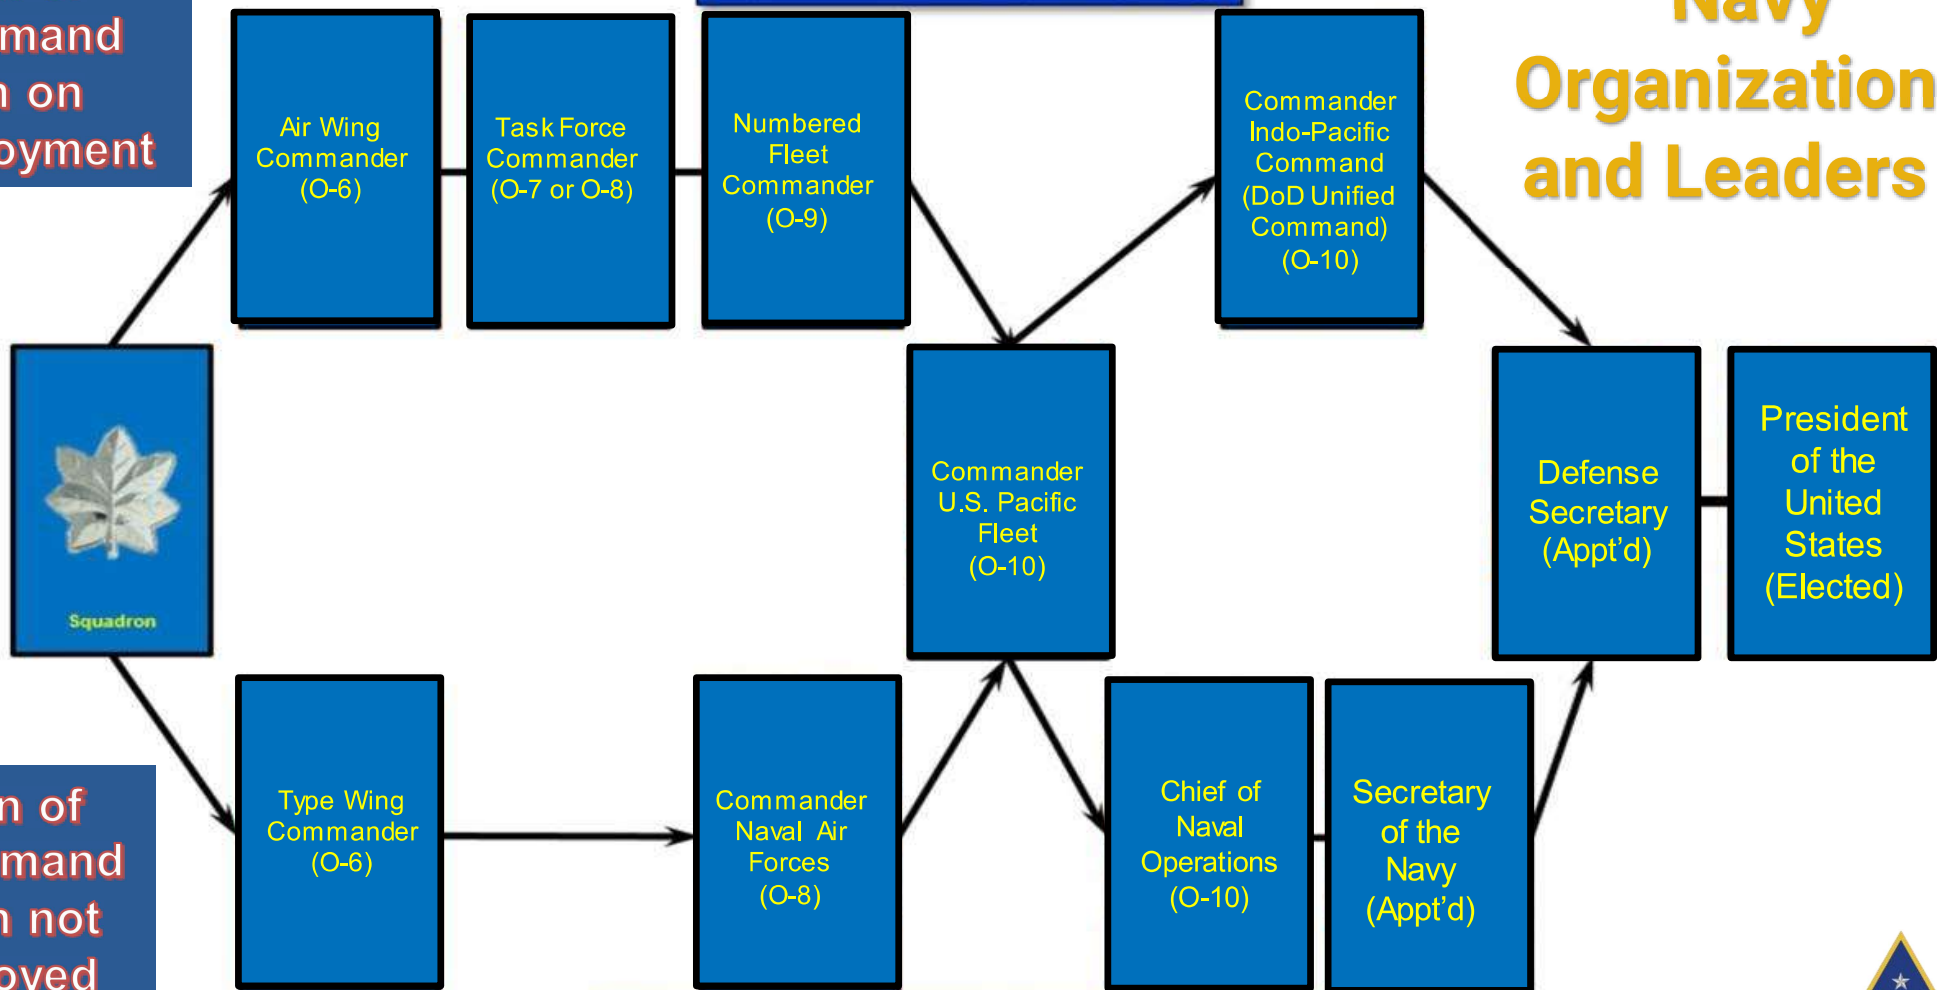 Navy
Organization
and Leaders
on
Air Wing
Commander
(O-6)
Task Force
Commander
(O-7 or O-8)
Numbered
Fleet
Commander
(O-9)
Commander
Indo-Pacific
Command
(DoD Unified
Command)
(O-10)
Squadron
Commander
U.S. Pacific
Fleet
(O-10)
Defense
Secretary
(Appt'd)
President
of the
United
States
(Elected)
of
not
Type Wing
Commander
(O-6)
Commander
Naval Air
Forces
(O-8)
Chief of
Naval
Operations
(O-10)
Secretary
of the
Navy
(Appt'd)